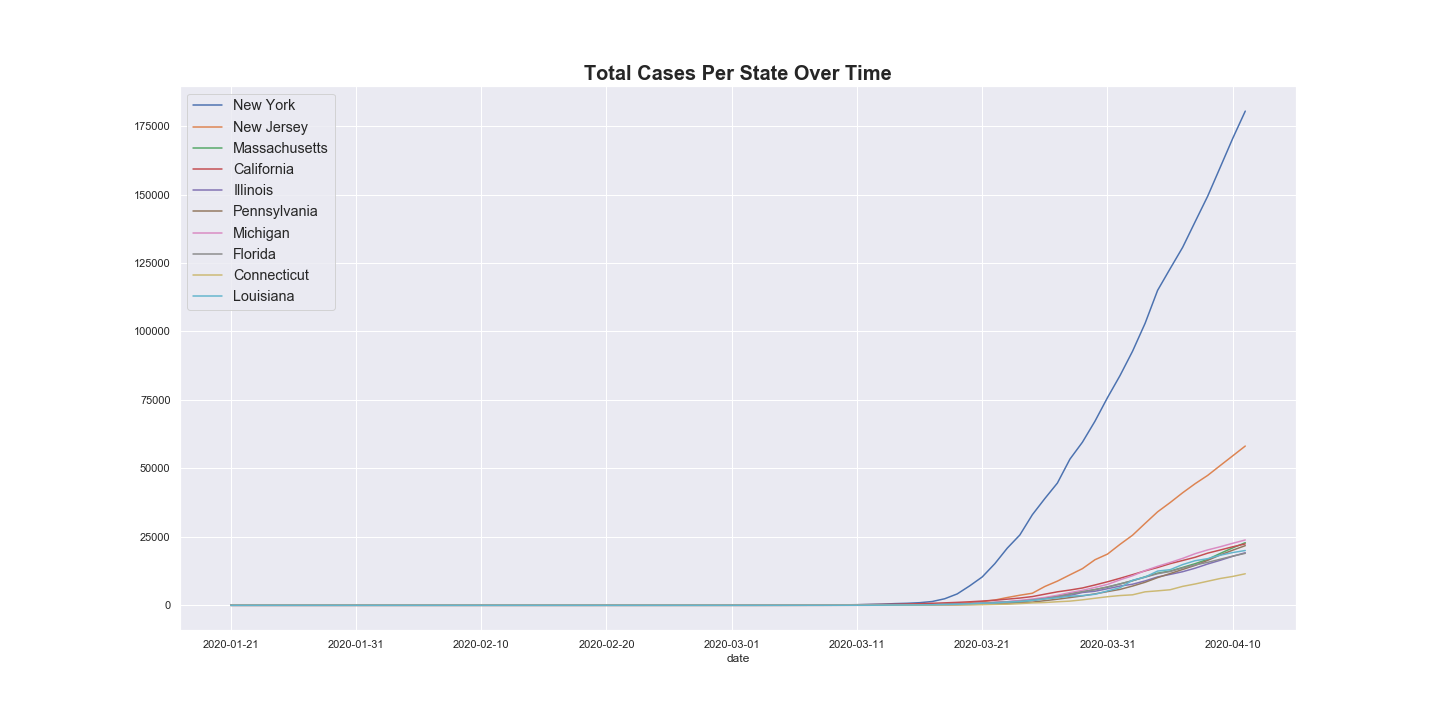 Total Cases Per State Over Time
New York
New Jersey
Massachusetts
California
Illinois
Pennsylvania
Michigan
Florida
Connecticut
Louisiana
175000
150000
125000
100000
75000
50000
25000
0
2020-01-21 2020-01-31 2020-02-10 2020-02-20 2020-03-01 2020-03-11 2020-03-21 2020-03-31 2020-04-10
date